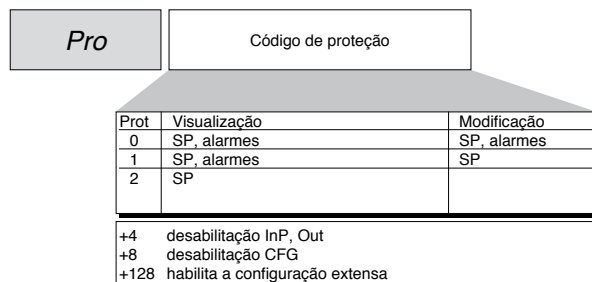 Pro
Código de proteção
Prot Visualização Modificação
0 SP, alarmes SP, alarmes
1 SP, alarmes SP
2 SP
+4 desabilitação InP, Out
+8 desabilitação CFG
+128 habilita a configuração extensa